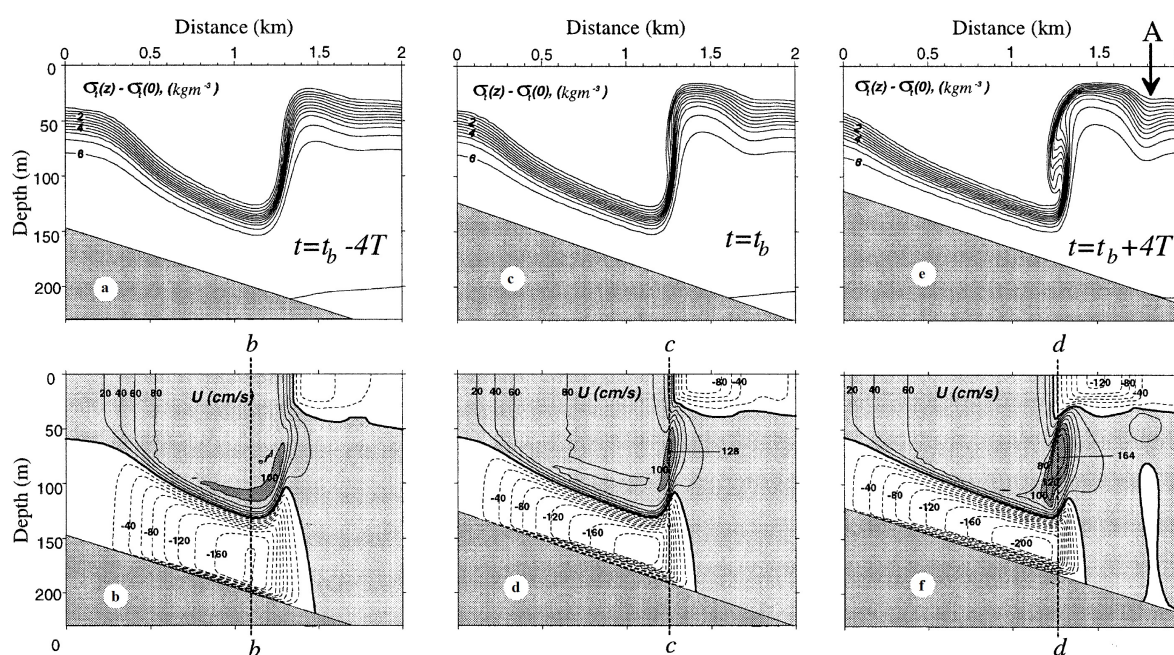 Distance (km) Distance (km) Distance (km)
0 0.5 1 1.5 2 0 0.5 1 1.5 2 0 0.5 1 1.5 A
Depth (m)
0
50
100
150
200
σt(z) - σt(0), (kgm⁻³) σt(z) - σt(0), (kgm⁻³) σt(z) - σt(0), (kgm⁻³)
2 2 2
4 4 4
6 6 6
t=tb -4T t=tb t=tb+4T
a c e
b c d
Depth (m)
0
50
100
150
200
0
20 40 60 80 U (cm/s) 100
-40 -80 -120 -160
b
20 40 60 80 U (cm/s) -80 -40
100 128
-40 -80 -120 -160
d
20 40 60 U (cm/s) -120 -80 -40
80 100 164
-40 -80 -120 -160 -200
f
b c d